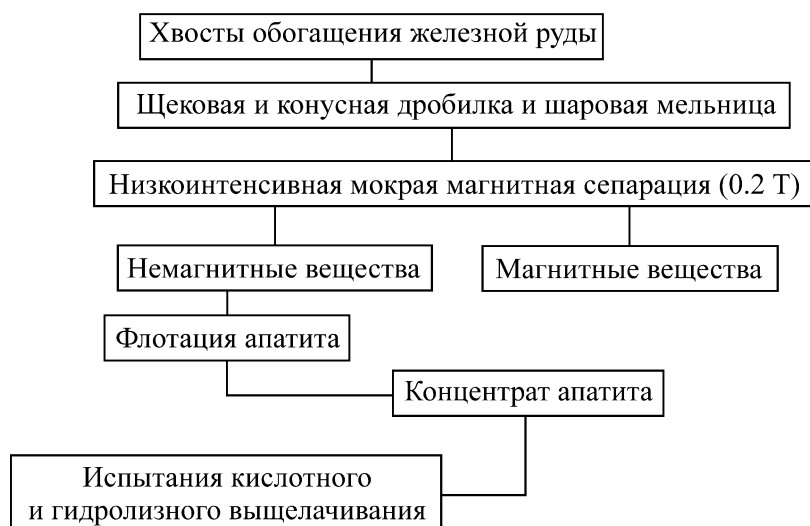 Хвосты обогащения железной руды
Щековая и конусная дробилка и шаровая мельница
Низкоинтенсивная мокрая магнитная сепарация (0.2 Т)
Немагнитные вещества
Магнитные вещества
Флотация апатита
Концентрат апатита
Испытания кислотного
и гидролизного выщелачивания